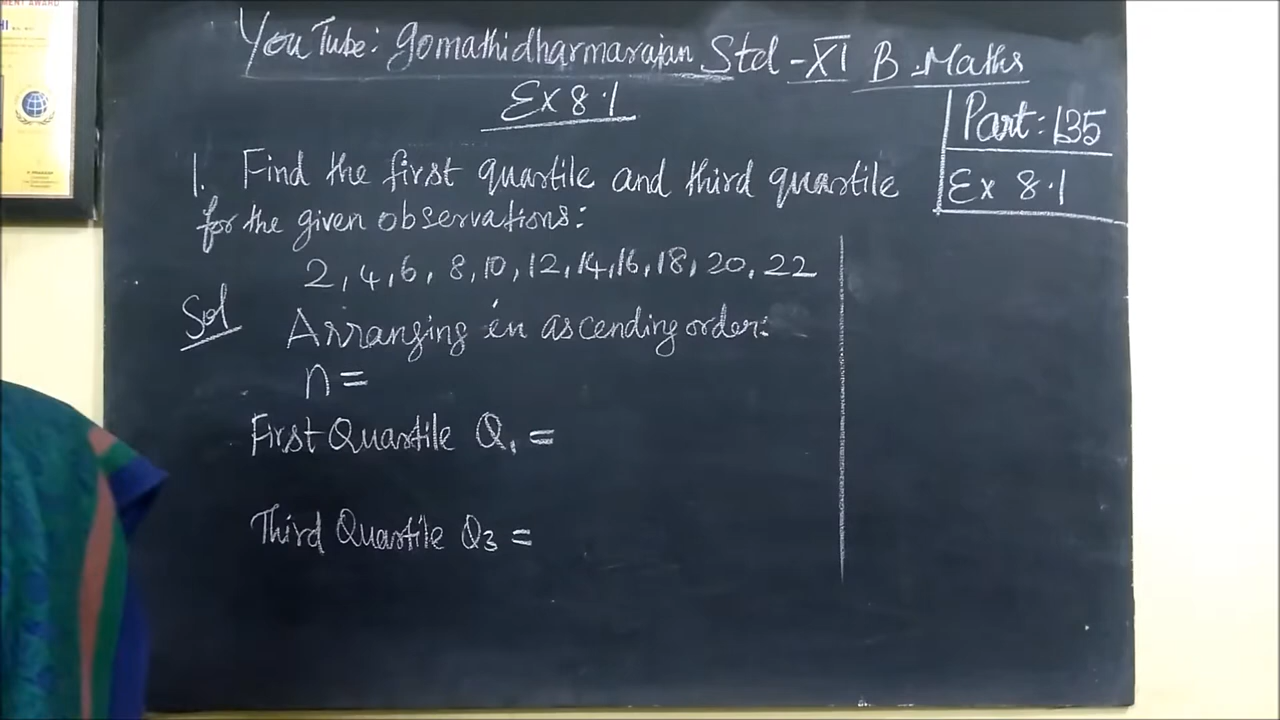 MENT AWARD
YouTube: gomathidharmarajan Std-XI B.Maths
Ex 8.1
Part: 135
Ex 8.1
1. Find the first quartile and third quartile
for the given observations:
2, 4, 6, 8, 10, 12, 14, 16, 18, 20, 22
Sol Arranging in ascending order:
n =
First Quartile Q1 =
Third Quartile Q3 =